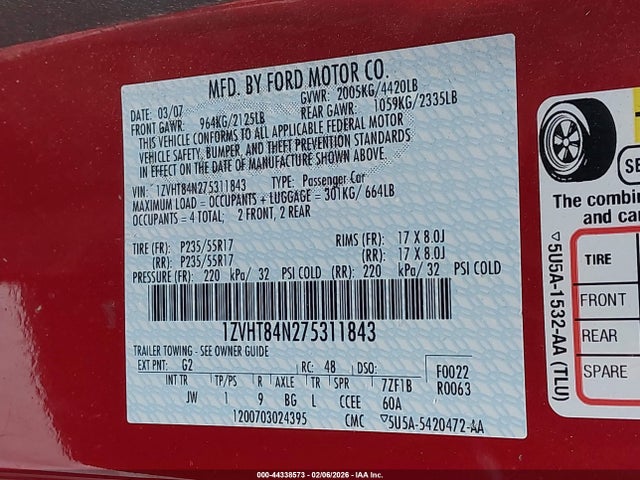 MFD. BY FORD MOTOR CO.
DATE: 03/07 GVWR: 2005KG/4420LB
FRONT GAWR: 964KG/2125LB REAR GAWR: 1059KG/2335LB
THIS VEHICLE CONFORMS TO ALL APPLICABLE FEDERAL MOTOR
VEHICLE SAFETY, BUMPER, AND THEFT PREVENTION STANDARDS
IN EFFECT ON THE DATE OF MANUFACTURE SHOWN ABOVE.
VIN: 1ZVHT84N275311843 TYPE: Passenger Car
MAXIMUM LOAD = OCCUPANTS + LUGGAGE = 301KG/ 664LB
OCCUPANTS = 4 TOTAL; 2 FRONT, 2 REAR
TIRE (FR): P235/55R17 RIMS (FR): 17 X 8.0J
(RR): P235/55R17 (RR): 17 X 8.0J
PRESSURE (FR): 220 kPa/ 32 PSI COLD (RR): 220 kPa/ 32 PSI COLD
1ZVHT84N275311843
TRAILER TOWING - SEE OWNER GUIDE
EXT PNT: G2 RC: 48 DSO: F0022
INT TR TP/PS R AXLE TR SPR 7ZF1B R0063
JW 1 9 BG L CCEE 60A
1200703024395 CMC ▽5U5A-5420472-AA
SE
The combin
and car
TIRE
FRONT
REAR
SPARE
▽5U5A-1532-AA (TLU)
000-44338573 - 02/06/2026 - IAAI, Inc.